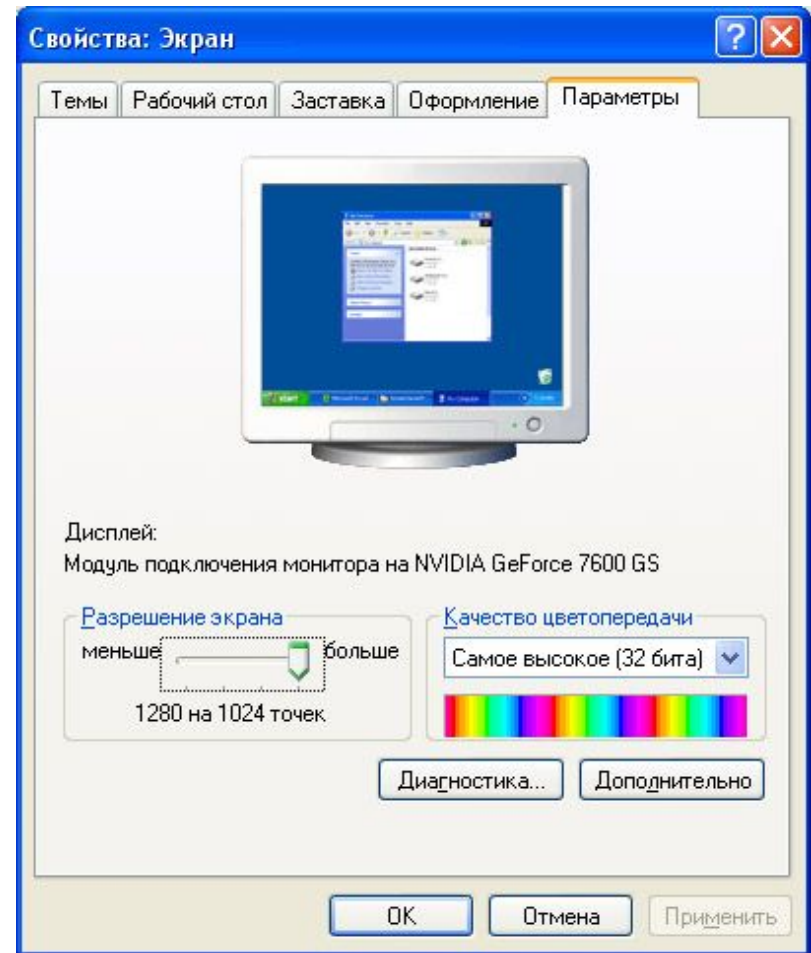 Свойства: Экран
Темы Рабочий стол Заставка Оформление Параметры
Дисплей:
Модуль подключения монитора на NVIDIA GeForce 7600 GS
Разрешение экрана
меньше больше
1280 на 1024 точек
Качество цветопередачи
Самое высокое (32 бита)
Диагностика... Дополнительно
OK Отмена Применить